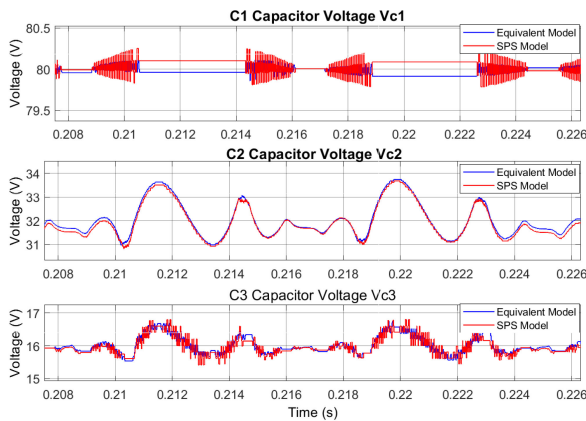 C1 Capacitor Voltage Vc1
80.5
80
79.5
Voltage (V)
Equivalent Model
SPS Model
0.208 0.21 0.212 0.214 0.216 0.218 0.22 0.222 0.224 0.226
C2 Capacitor Voltage Vc2
34
33
32
31
Voltage (V)
Equivalent Model
SPS Model
0.208 0.21 0.212 0.214 0.216 0.218 0.22 0.222 0.224 0.226
C3 Capacitor Voltage Vc3
17
16
15
Voltage (V)
Equivalent Model
SPS Model
0.208 0.21 0.212 0.214 0.216 0.218 0.22 0.222 0.224 0.226
Time (s)